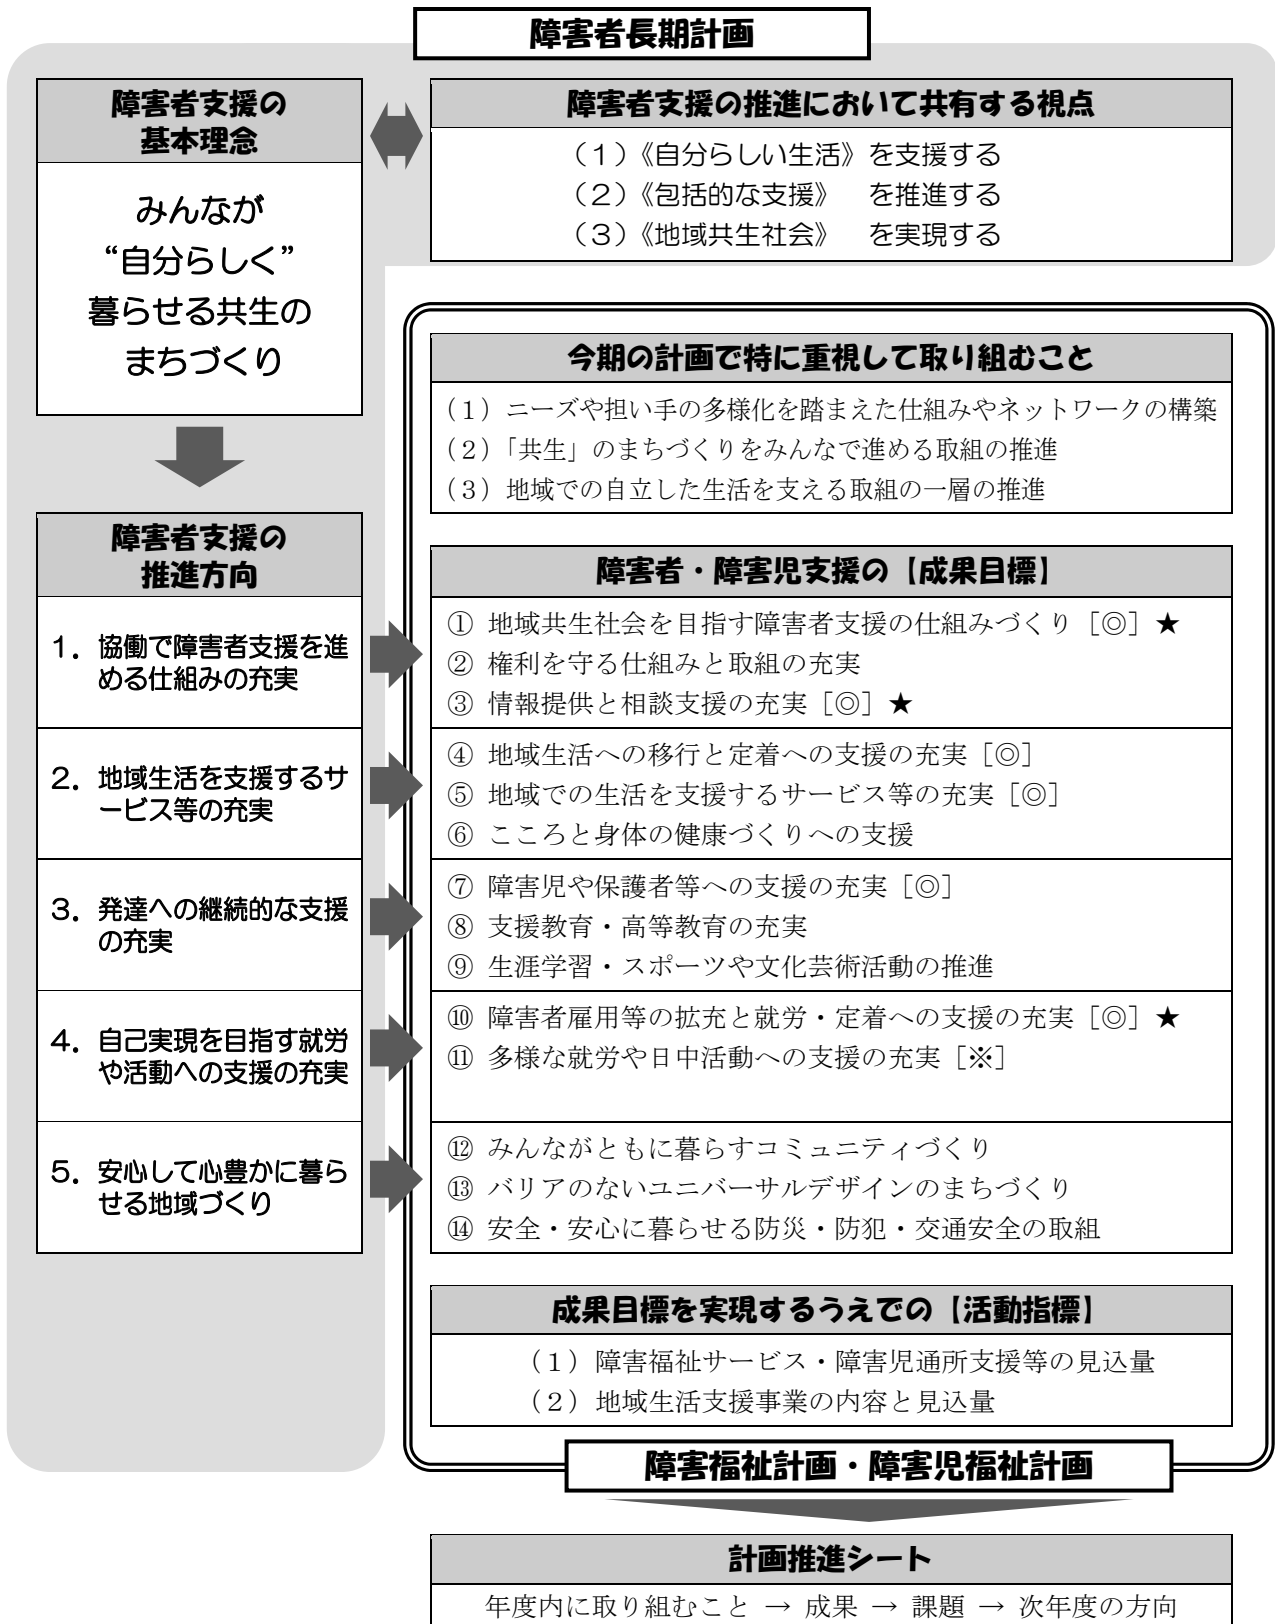 障害者長期計画
障害者支援の
基本理念
みんなが
“自分らしく”
暮らせる共生の
まちづくり
障害者支援の推進において共有する視点
（１）《自分らしい生活》を支援する
（２）《包括的な支援》　を推進する
（３）《地域共生社会》　を実現する
今期の計画で特に重視して取り組むこと
（１）ニーズや担い手の多様化を踏まえた仕組みやネットワークの構築
（２）「共生」のまちづくりをみんなで進める取組の推進
（３）地域での自立した生活を支える取組の一層の推進
障害者支援の
推進方向
障害者・障害児支援の【成果目標】
１．協働で障害者支援を進
める仕組みの充実
① 地域共生社会を目指す障害者支援の仕組みづくり［◎］★
② 権利を守る仕組みと取組の充実
③ 情報提供と相談支援の充実［◎］★
２．地域生活を支援するサ
ービス等の充実
④ 地域生活への移行と定着への支援の充実［◎］
⑤ 地域での生活を支援するサービス等の充実［◎］
⑥ こころと身体の健康づくりへの支援
３．発達への継続的な支援
の充実
⑦ 障害児や保護者等への支援の充実［◎］
⑧ 支援教育・高等教育の充実
⑨ 生涯学習・スポーツや文化芸術活動の推進
４．自己実現を目指す就労
や活動への支援の充実
⑩ 障害者雇用等の拡充と就労・定着への支援の充実［◎］★
⑪ 多様な就労や日中活動への支援の充実［※］
５．安心して心豊かに暮ら
せる地域づくり
⑫ みんながともに暮らすコミュニティづくり
⑬ バリアのないユニバーサルデザインのまちづくり
⑭ 安全・安心に暮らせる防災・防犯・交通安全の取組
成果目標を実現するうえでの【活動指標】
（１）障害福祉サービス・障害児通所支援等の見込量
（２）地域生活支援事業の内容と見込量
障害福祉計画・障害児福祉計画
計画推進シート
年度内に取り組むこと → 成果 → 課題 → 次年度の方向